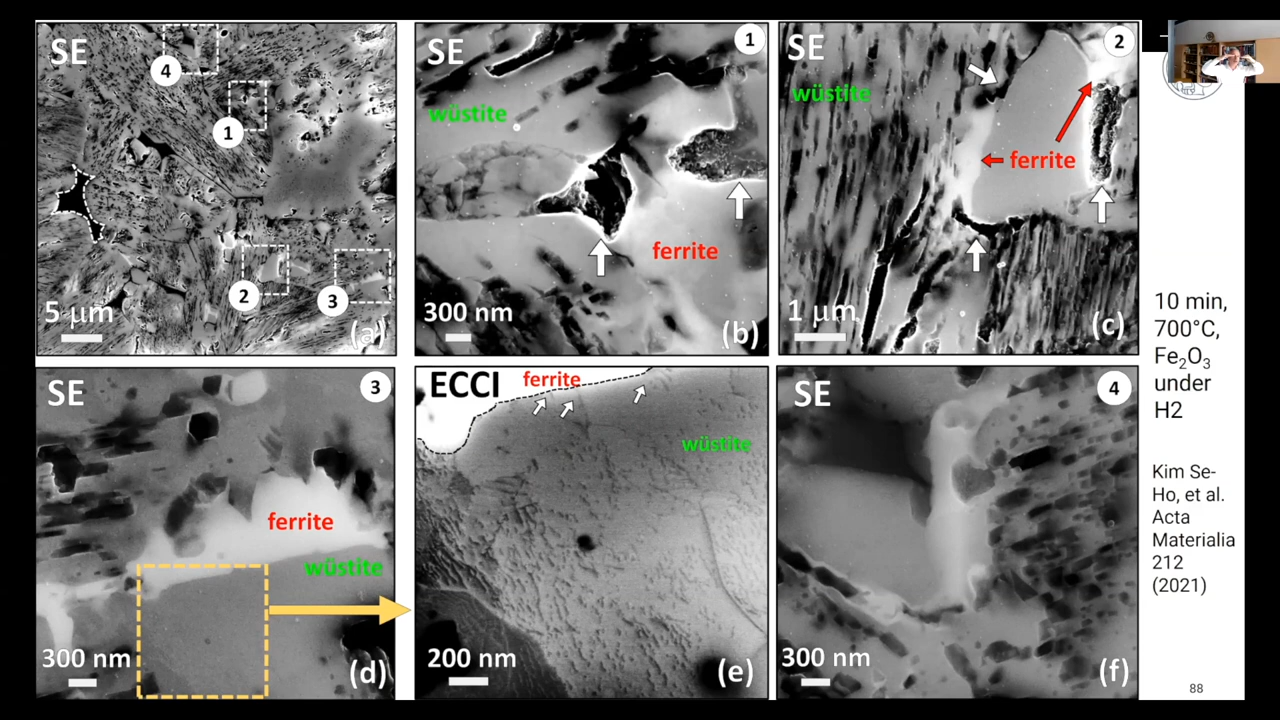 SE
4
1
2
3
5 μm
(a)
SE
1
wüstite
ferrite
300 nm
(b)
SE
2
wüstite
ferrite
1 μm
(c)
SE
3
ferrite
wüstite
300 nm
(d)
ECCI
ferrite
wüstite
200 nm
(e)
SE
4
300 nm
(f)
10 min,
700°C,
Fe₂O₃
under
H2
Kim Se-
Ho, et al.
Acta
Materialia
212
(2021)
88